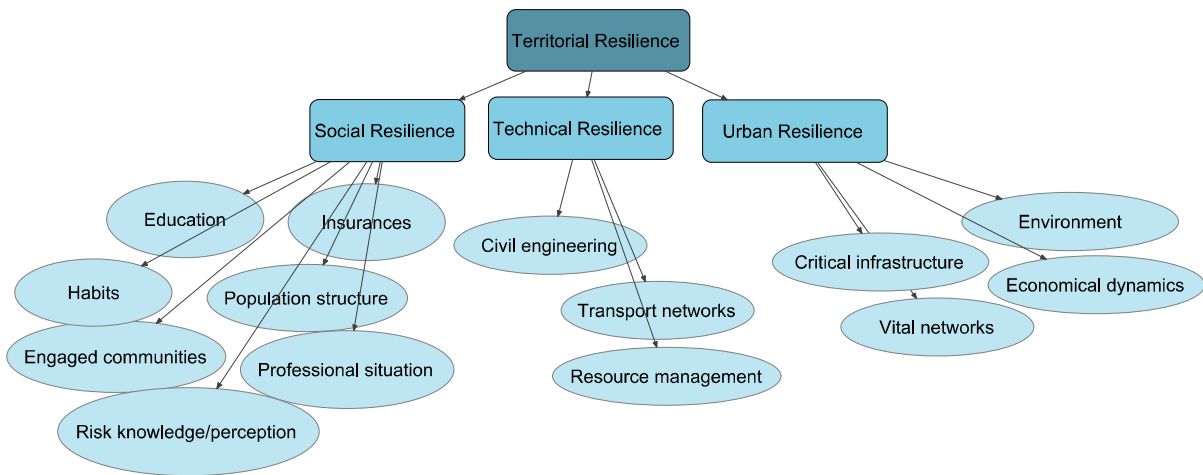 Territorial Resilience
Social Resilience
Technical Resilience
Urban Resilience
Education
Insurances
Civil engineering
Environment
Critical infrastructure
Habits
Population structure
Economical dynamics
Transport networks
Vital networks
Engaged communities
Professional situation
Resource management
Risk knowledge/perception